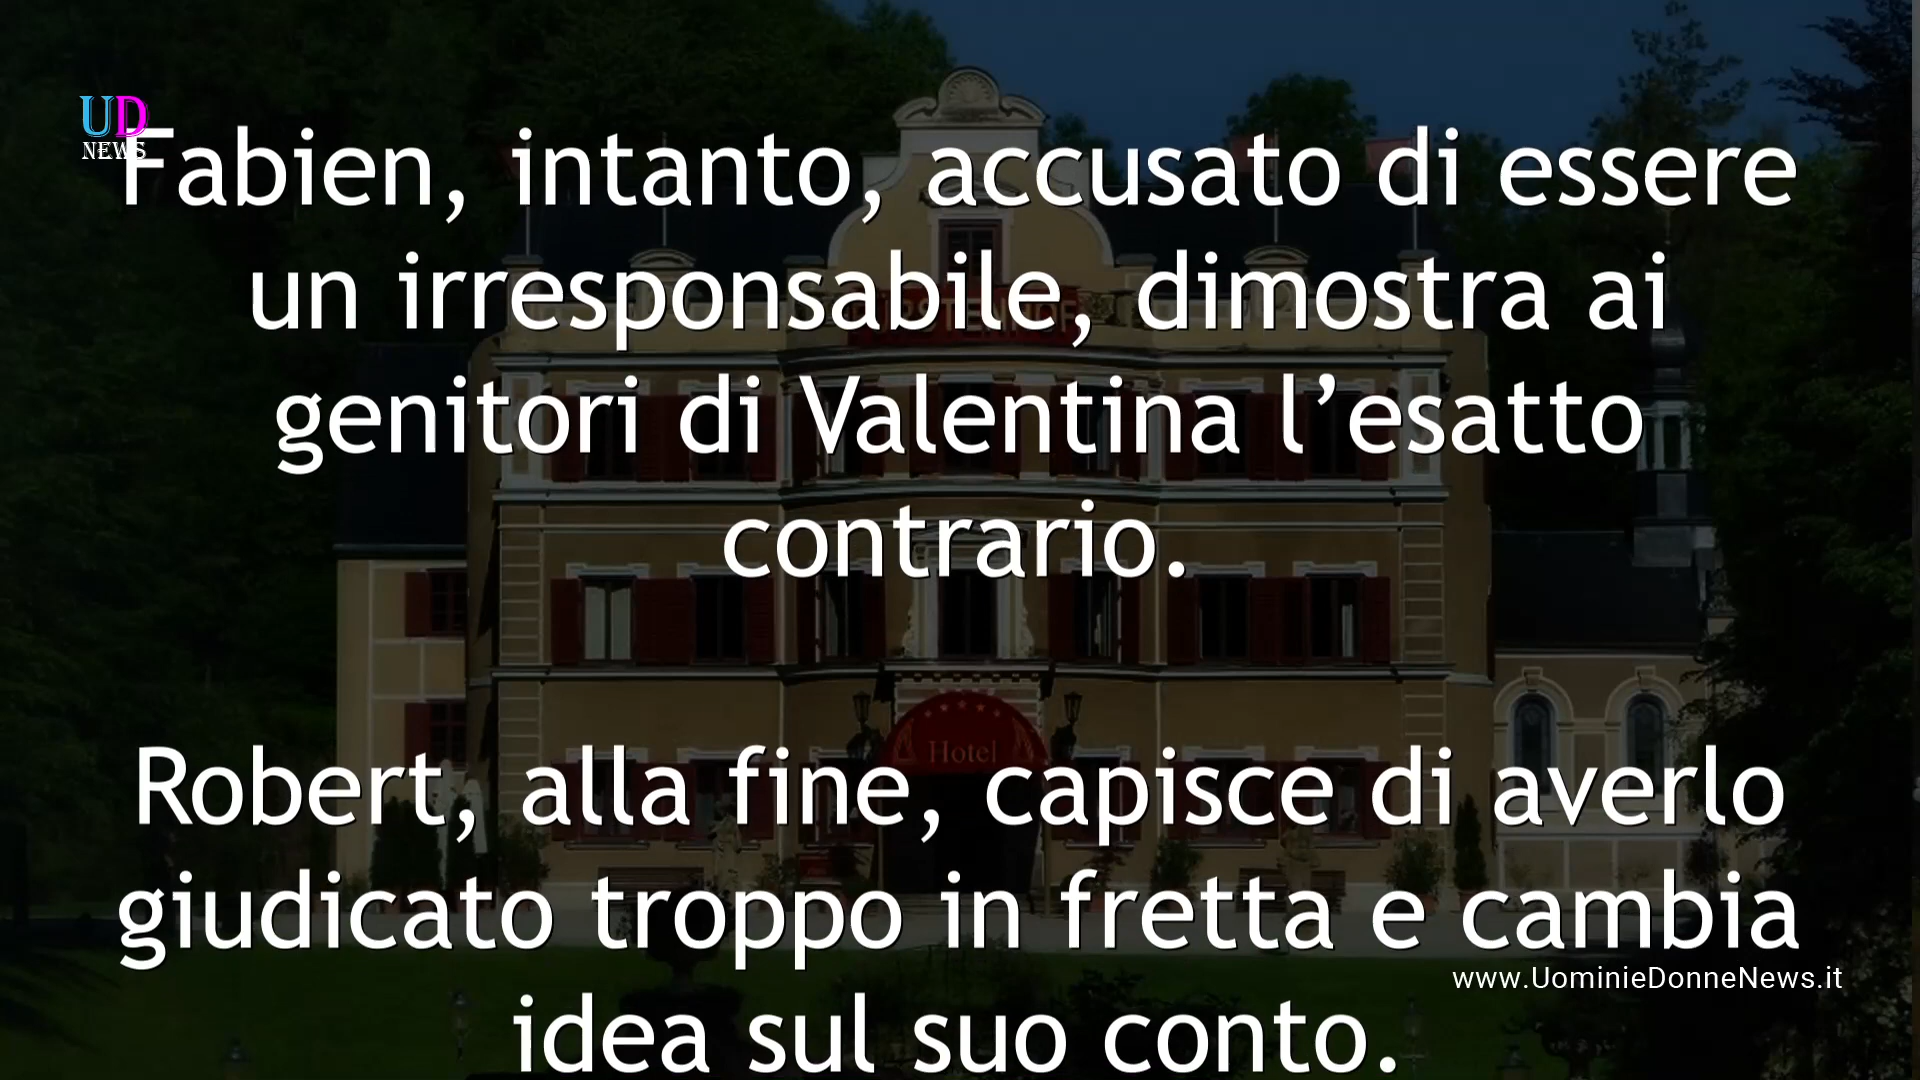 UD
NEWS
Fabien, intanto, accusato di essere
un irresponsabile, dimostra ai
FÜRSTENHOF
genitori di Valentina l’esatto
contrario.
Hotel
Robert, alla fine, capisce di averlo
giudicato troppo in fretta e cambia
www.UominieDonneNews.it
idea sul suo conto.